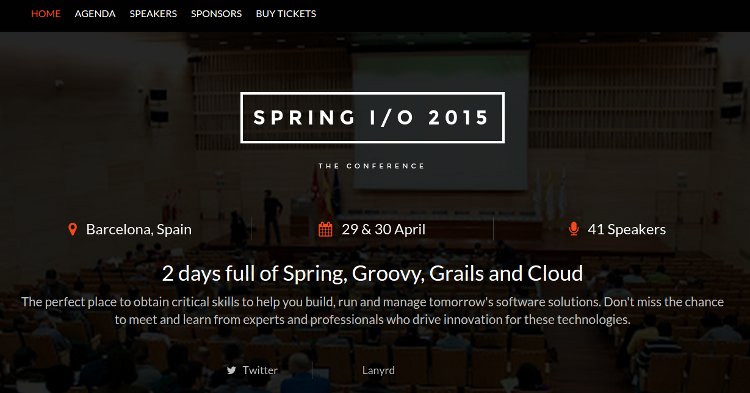 HOME AGENDA SPEAKERS SPONSORS BUY TICKETS
SPRING I/O 2015
THE CONFERENCE
Barcelona, Spain 29 & 30 April 41 Speakers
2 days full of Spring, Groovy, Grails and Cloud
The perfect place to obtain critical skills to help you build, run and manage tomorrow's software solutions. Don't miss the chance
to meet and learn from experts and professionals who drive innovation for these technologies.
Twitter Lanyrd